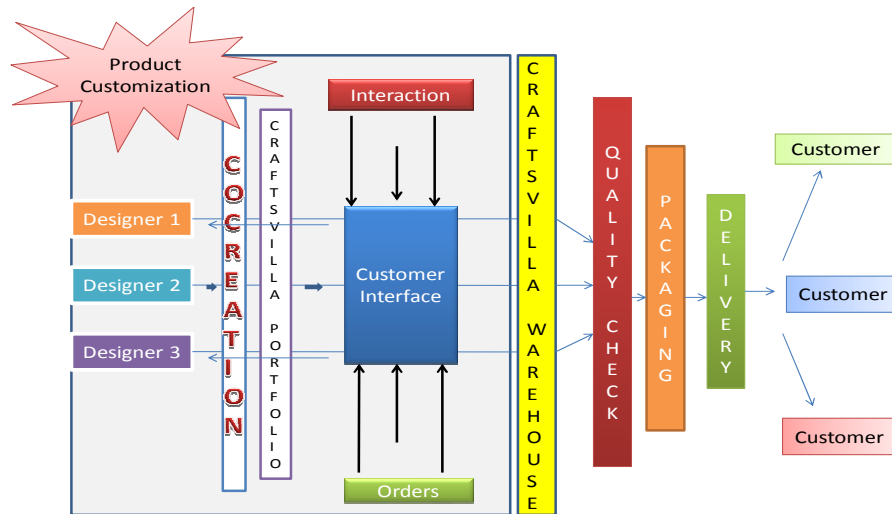 Product
Customization
Interaction
COCREATION
CRAFTSVILLA PORTFOLIO
Designer 1
Designer 2
Designer 3
Customer
Interface
Orders
CRAFTSVILLA WAREHOUSE
QUALITY CHECK
PACKAGING
DELIVERY
Customer
Customer
Customer